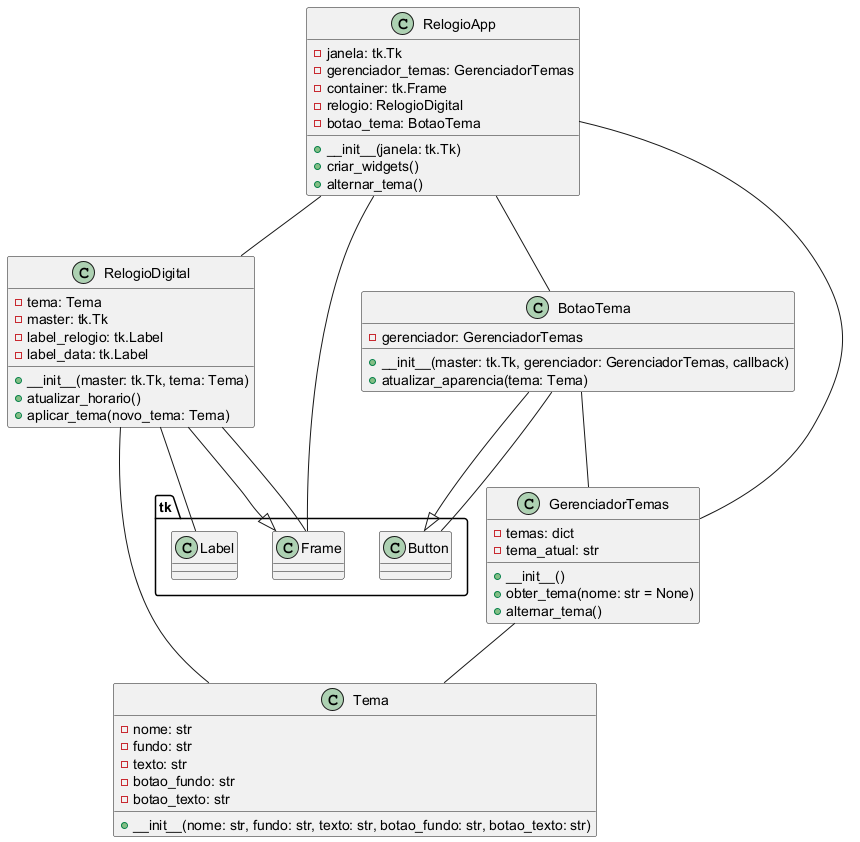 RelogioApp
janela: tk.Tk
gerenciador_temas: GerenciadorTemas
container: tk.Frame
relogio: RelogioDigital
botao_tema: BotaoTema
__init__(janela: tk.Tk)
criar_widgets()
alternar_tema()
RelogioDigital
tema: Tema
master: tk.Tk
label_relogio: tk.Label
label_data: tk.Label
__init__(master: tk.Tk, tema: Tema)
atualizar_horario()
aplicar_tema(novo_tema: Tema)
BotaoTema
gerenciador: GerenciadorTemas
__init__(master: tk.Tk, gerenciador: GerenciadorTemas, callback)
atualizar_aparencia(tema: Tema)
tk
Label
Frame
Button
GerenciadorTemas
temas: dict
tema_atual: str
__init__()
obter_tema(nome: str = None)
alternar_tema()
Tema
nome: str
fundo: str
texto: str
botao_fundo: str
botao_texto: str
__init__(nome: str, fundo: str, texto: str, botao_fundo: str, botao_texto: str)